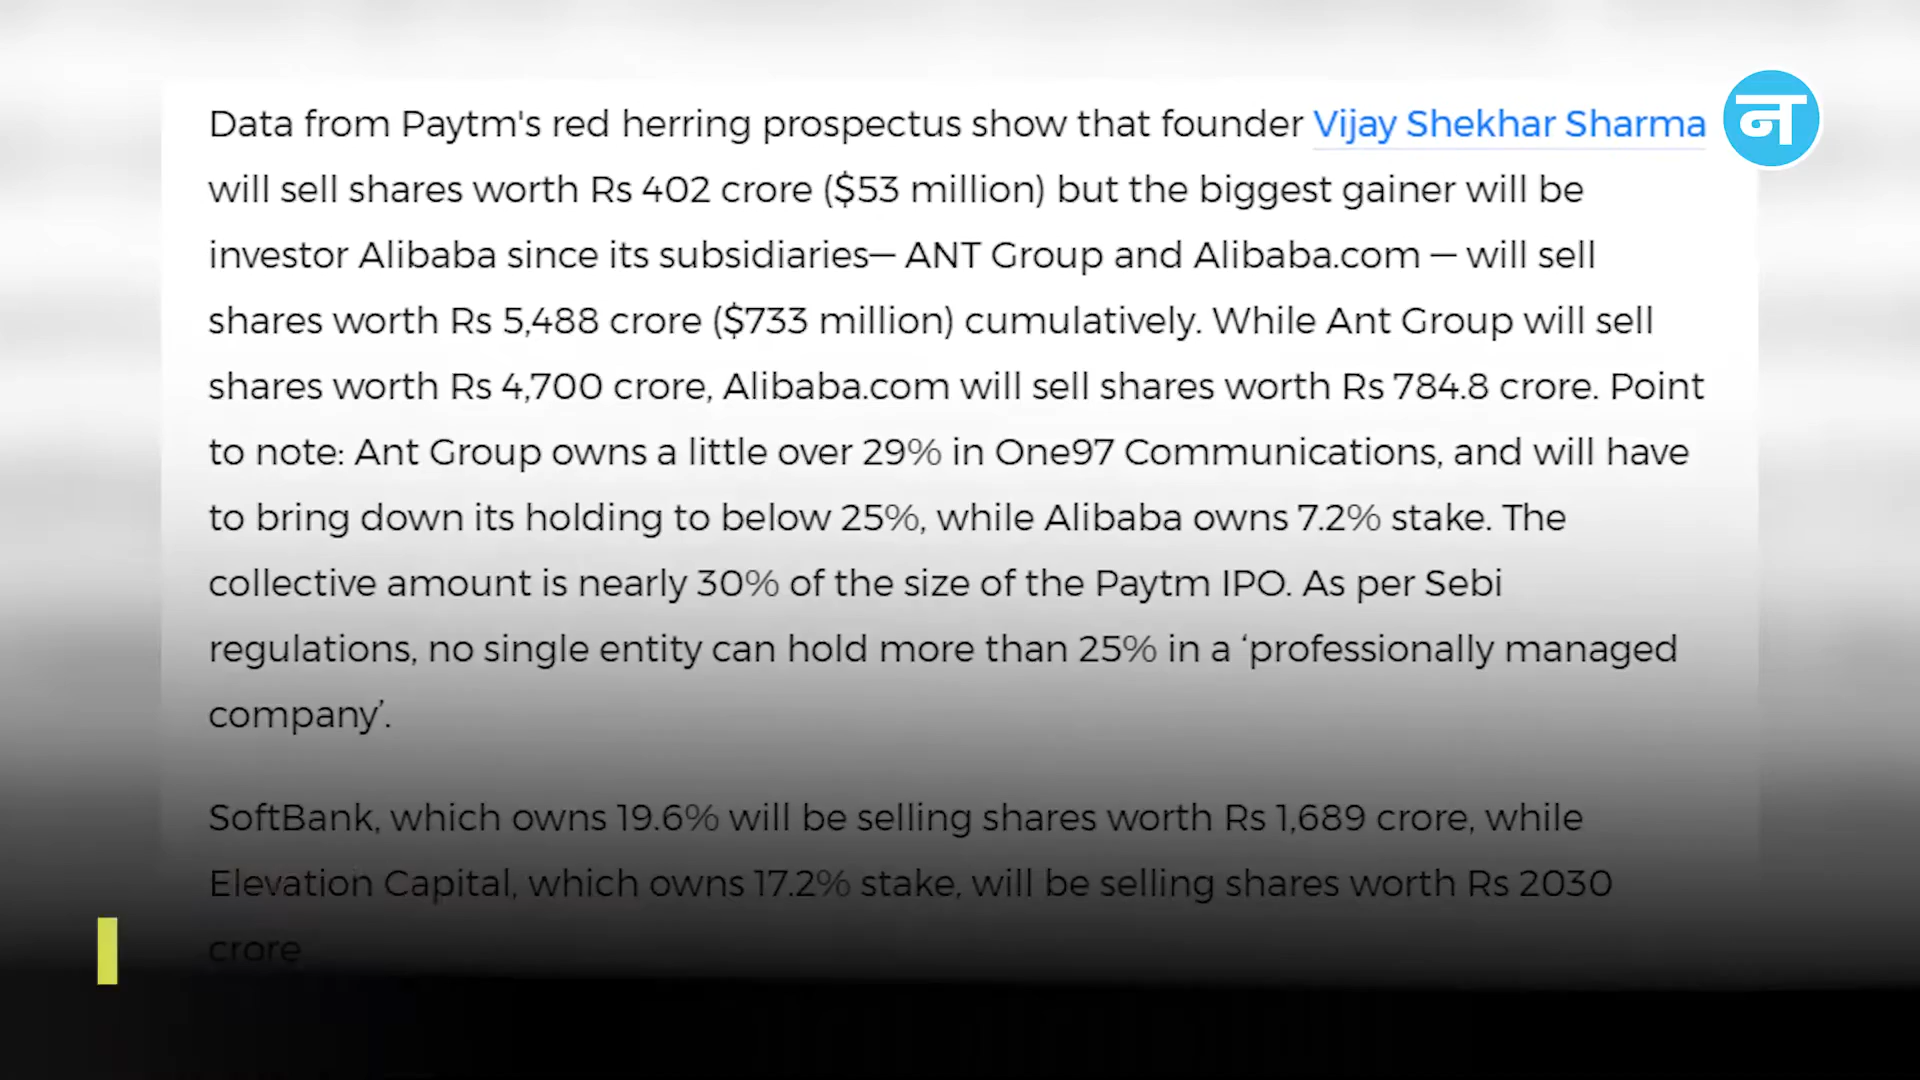 Data from Paytm's red herring prospectus show that founder Vijay Shekhar Sharma
न
will sell shares worth Rs 402 crore ($53 million) but the biggest gainer will be
investor Alibaba since its subsidiaries— ANT Group and Alibaba.com — will sell
shares worth Rs 5,488 crore ($733 million) cumulatively. While Ant Group will sell
shares worth Rs 4,700 crore, Alibaba.com will sell shares worth Rs 784.8 crore. Point
to note: Ant Group owns a little over 29% in One97 Communications, and will have
to bring down its holding to below 25%, while Alibaba owns 7.2% stake. The
collective amount is nearly 30% of the size of the Paytm IPO. As per Sebi
regulations, no single entity can hold more than 25% in a ‘professionally managed
company’.
SoftBank, which owns 19.6% will be selling shares worth Rs 1,689 crore, while
Elevation Capital, which owns 17.2% stake, will be selling shares worth Rs 2030
crore